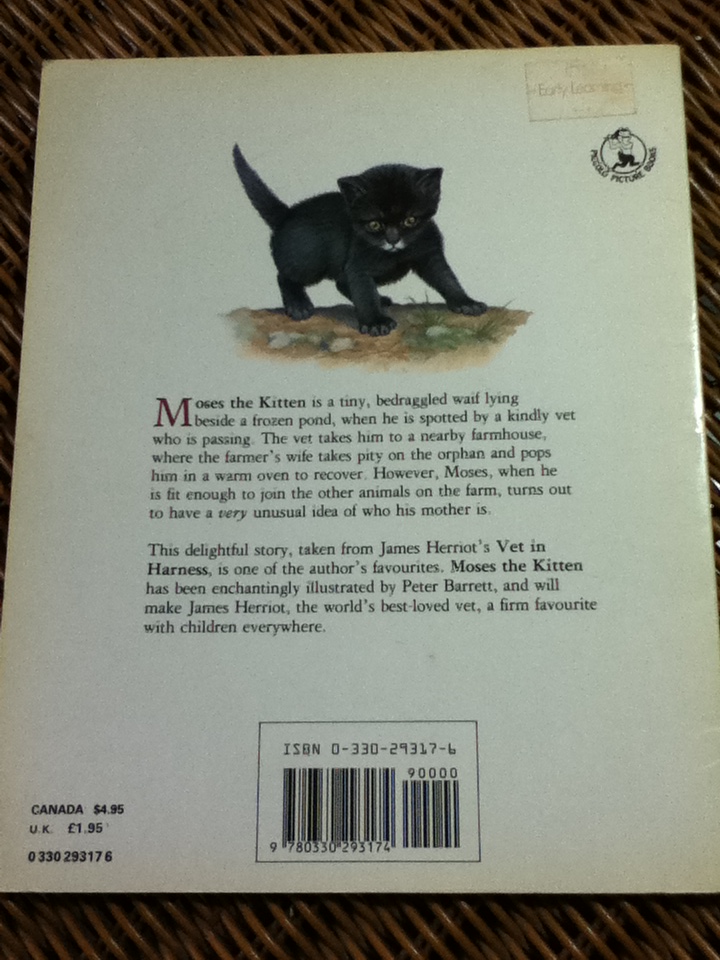 Early Learning
PICCOLO PICTURE BOOKS
Moses the Kitten is a tiny, bedraggled waif lying
beside a frozen pond, when he is spotted by a kindly vet
who is passing. The vet takes him to a nearby farmhouse,
where the farmer's wife takes pity on the orphan and pops
him in a warm oven to recover. However, Moses, when he
is fit enough to join the other animals on the farm, turns out
to have a very unusual idea of who his mother is.
This delightful story, taken from James Herriot's Vet in
Harness, is one of the author's favourites. Moses the Kitten
has been enchantingly illustrated by Peter Barrett, and will
make James Herriot, the world's best-loved vet, a firm favourite
with children everywhere.
ISBN 0-330-29317-6
90000
9 780330 293174
CANADA $4.95
U.K. £1.95
0 330 29317 6